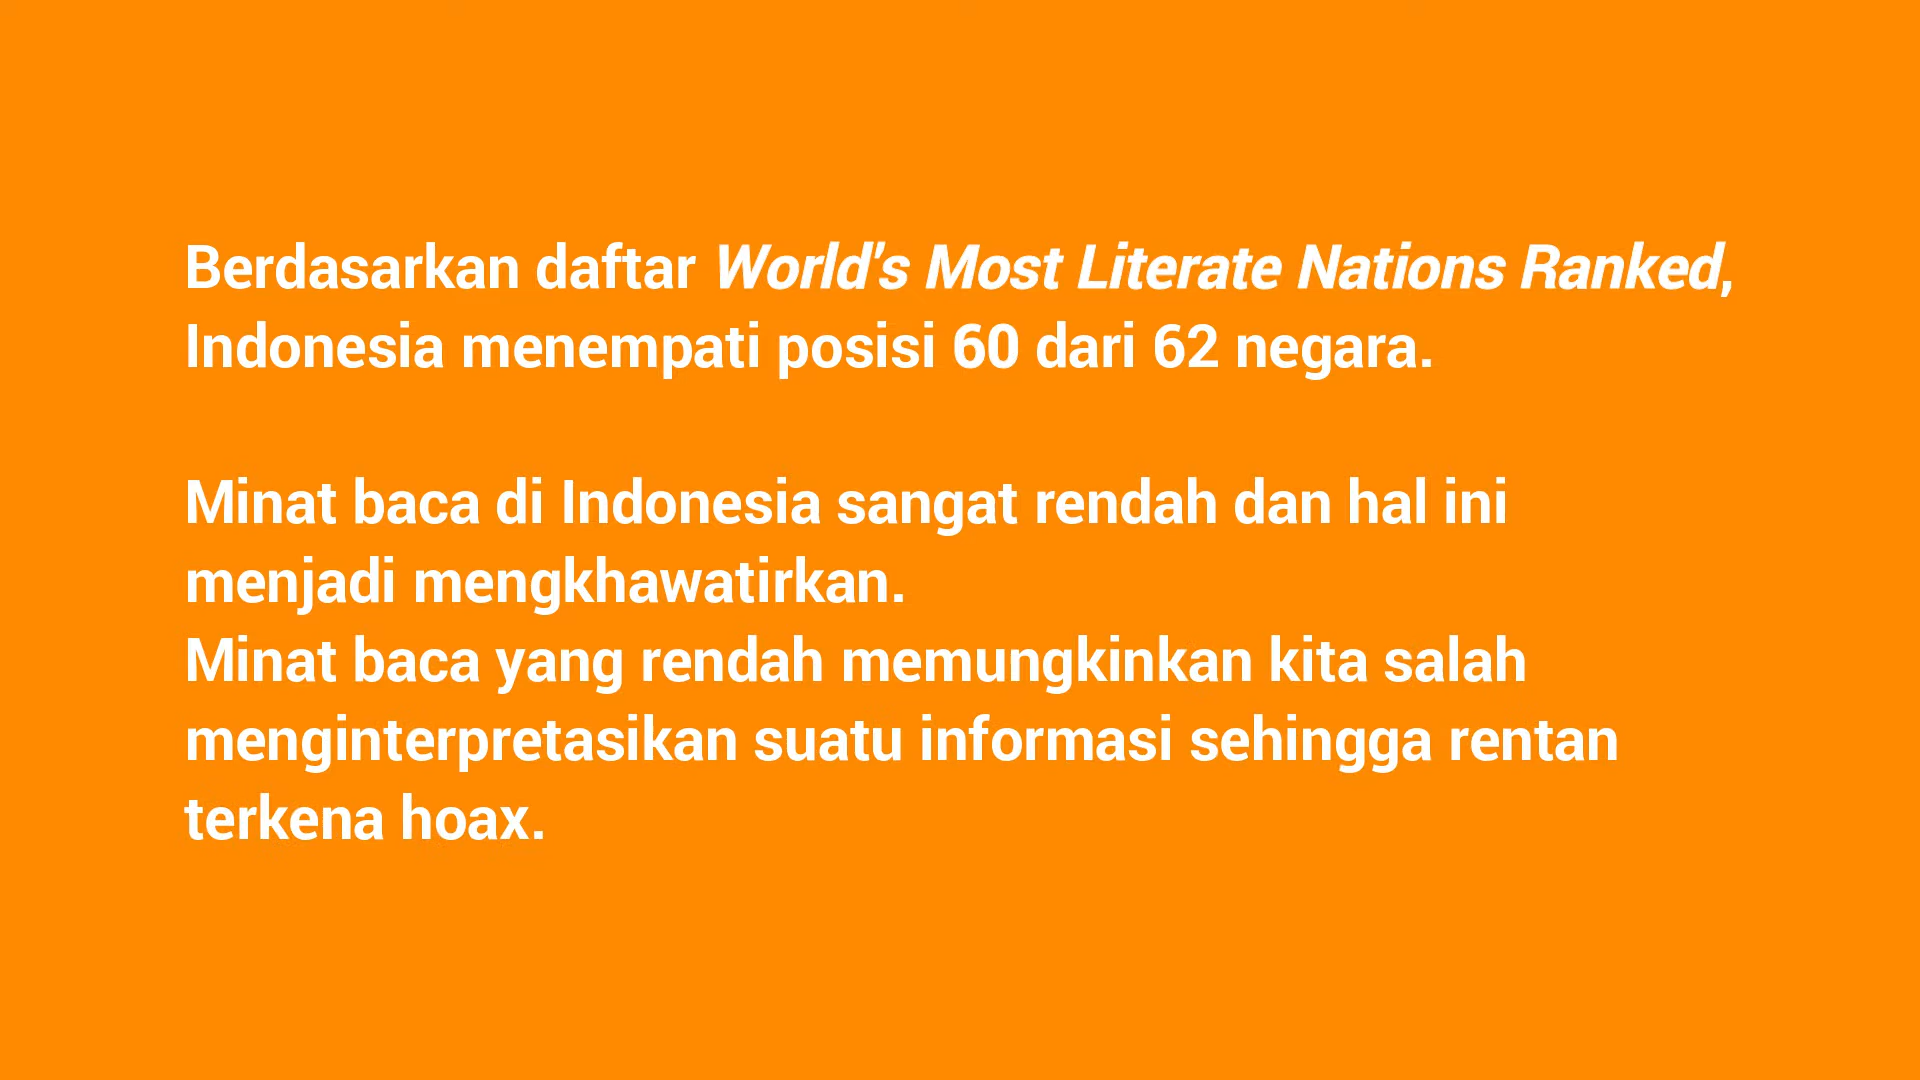 Berdasarkan daftar World's Most Literate Nations Ranked,
Indonesia menempati posisi 60 dari 62 negara.
Minat baca di Indonesia sangat rendah dan hal ini
menjadi mengkhawatirkan.
Minat baca yang rendah memungkinkan kita salah
menginterpretasikan suatu informasi sehingga rentan
terkena hoax.